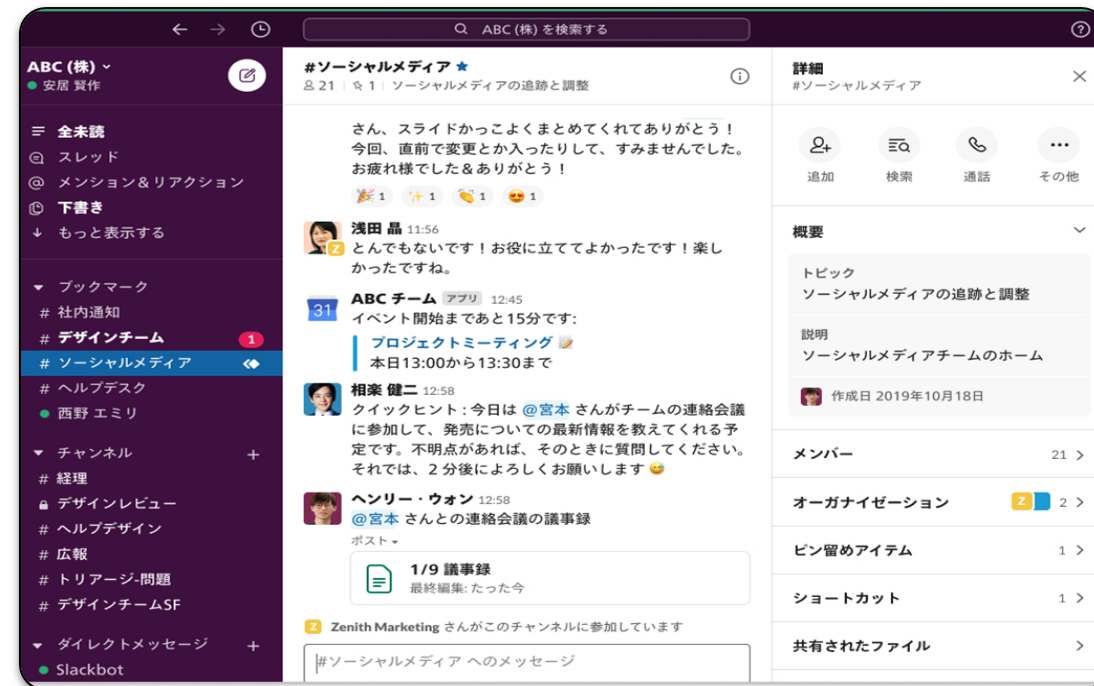 ABC (株) を検索する
ABC (株)
安居 賢作
全未読
スレッド
メンション＆リアクション
下書き
もっと表示する
ブックマーク
# 社内通知
# デザインチーム 1
# ソーシャルメディア
# ヘルプデスク
西野 エミリ
チャンネル +
# 経理
デザインレビュー
# ヘルプデザイン
# 広報
# トリアージ-問題
# デザインチームSF
ダイレクトメッセージ +
Slackbot
#ソーシャルメディア
21 | 1 | ソーシャルメディアの追跡と調整
さん、スライドかっこよくまとめてくれてありがとう！
今回、直前で変更とか入ったりして、すみませんでした。
お疲れ様でした＆ありがとう！
🎉 1 ✨ 1 👏 1 😍 1
浅田 晶 11:56
Z
とんでもないです！お役に立ててよかったです！楽し
かったですね。
31
ABC チーム アプリ 12:45
イベント開始まであと15分です:
プロジェクトミーティング 📝
本日13:00から13:30まで
相楽 健二 12:58
クイックヒント : 今日は @宮本 さんがチームの連絡会議
に参加して、発売についての最新情報を教えてくれる予
定です。不明点があれば、そのときに質問してください。
それでは、2 分後によろしくお願いします 😅
ヘンリー・ウォン 12:58
@宮本 さんとの連絡会議の議事録
ポスト
1/9 議事録
最終編集: たった今
Z Zenith Marketing さんがこのチャンネルに参加しています
#ソーシャルメディア へのメッセージ
詳細
#ソーシャルメディア
追加 検索 通話 その他
概要
トピック
ソーシャルメディアの追跡と調整
説明
ソーシャルメディアチームのホーム
作成日 2019年10月18日
メンバー 21
オーガナイゼーション Z 2
ピン留めアイテム 1
ショートカット 1
共有されたファイル